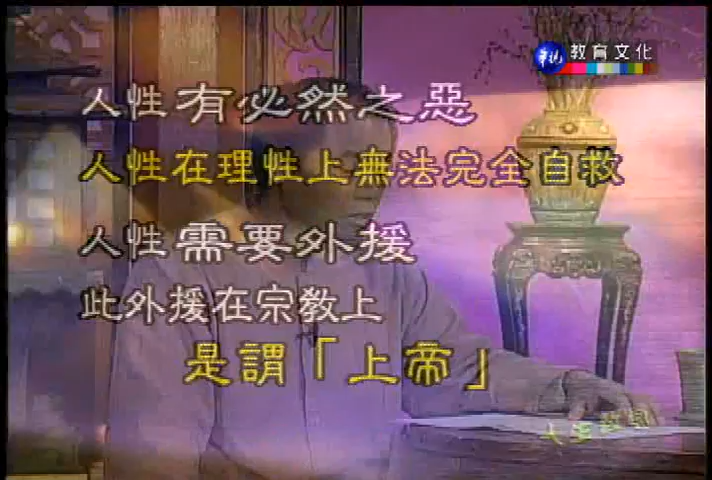 華視
教育文化
人性有必然之惡
人性在理性上無法完全自救
人性需要外援
此外援在宗教上
是謂「上帝」